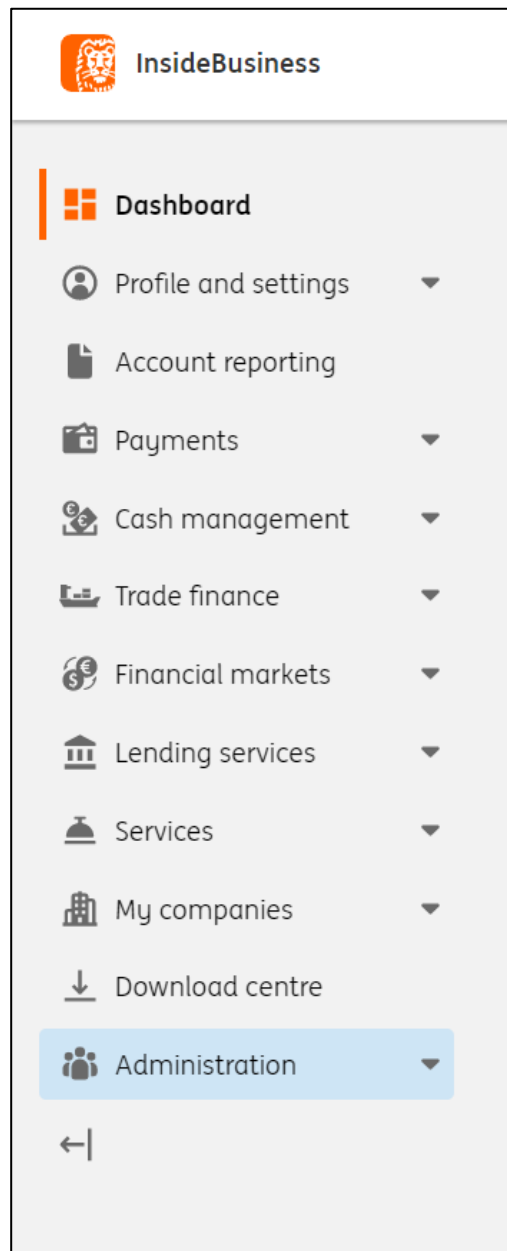 InsideBusiness
Dashboard
Profile and settings
Account reporting
Payments
Cash management
Trade finance
Financial markets
Lending services
Services
My companies
Download centre
Administration